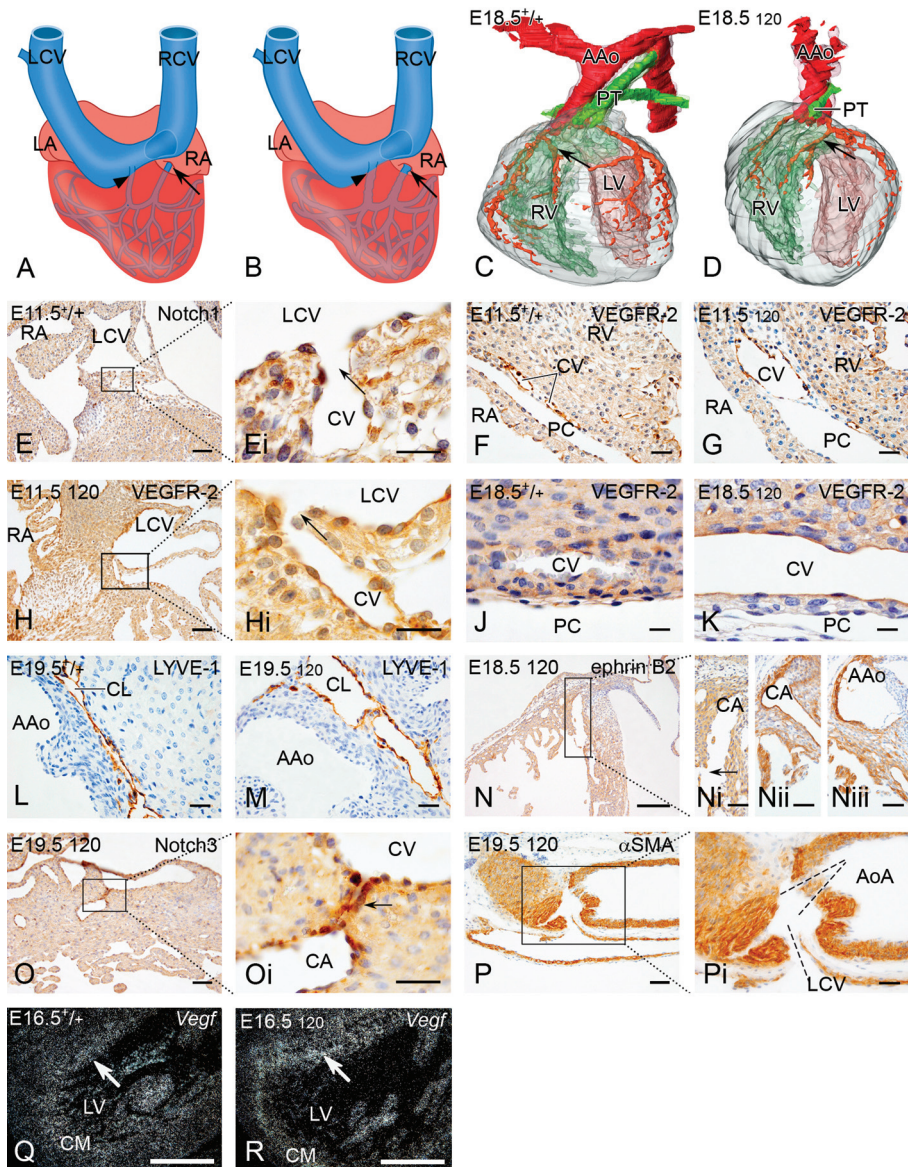 LCV RCV LA RA A
LCV RCV LA RA B
E18.5+/+ AAo PT LV RV C
E18.5 120 AAo PT RV LV D
E11.5+/+ Notch1 RA LCV E
LCV CV Ei
E11.5+/+ VEGFR-2 RV CV RA PC F
E11.5 120 VEGFR-2 RV CV RA PC G
E11.5 120 VEGFR-2 RA LCV H
LCV CV Hi
E18.5+/+ VEGFR-2 CV PC J
E18.5 120 VEGFR-2 CV PC K
E19.5+/+ LYVE-1 CL AAo L
E19.5 120 LYVE-1 CL AAo M
E18.5 120 ephrin B2 N
CA Ni
CA Nii
AAo Niii
E19.5 120 Notch3 O
CV CA Oi
E19.5 120 αSMA P
AoA LCV Pi
E16.5+/+ Vegf LV CM Q
E16.5 120 Vegf LV CM R